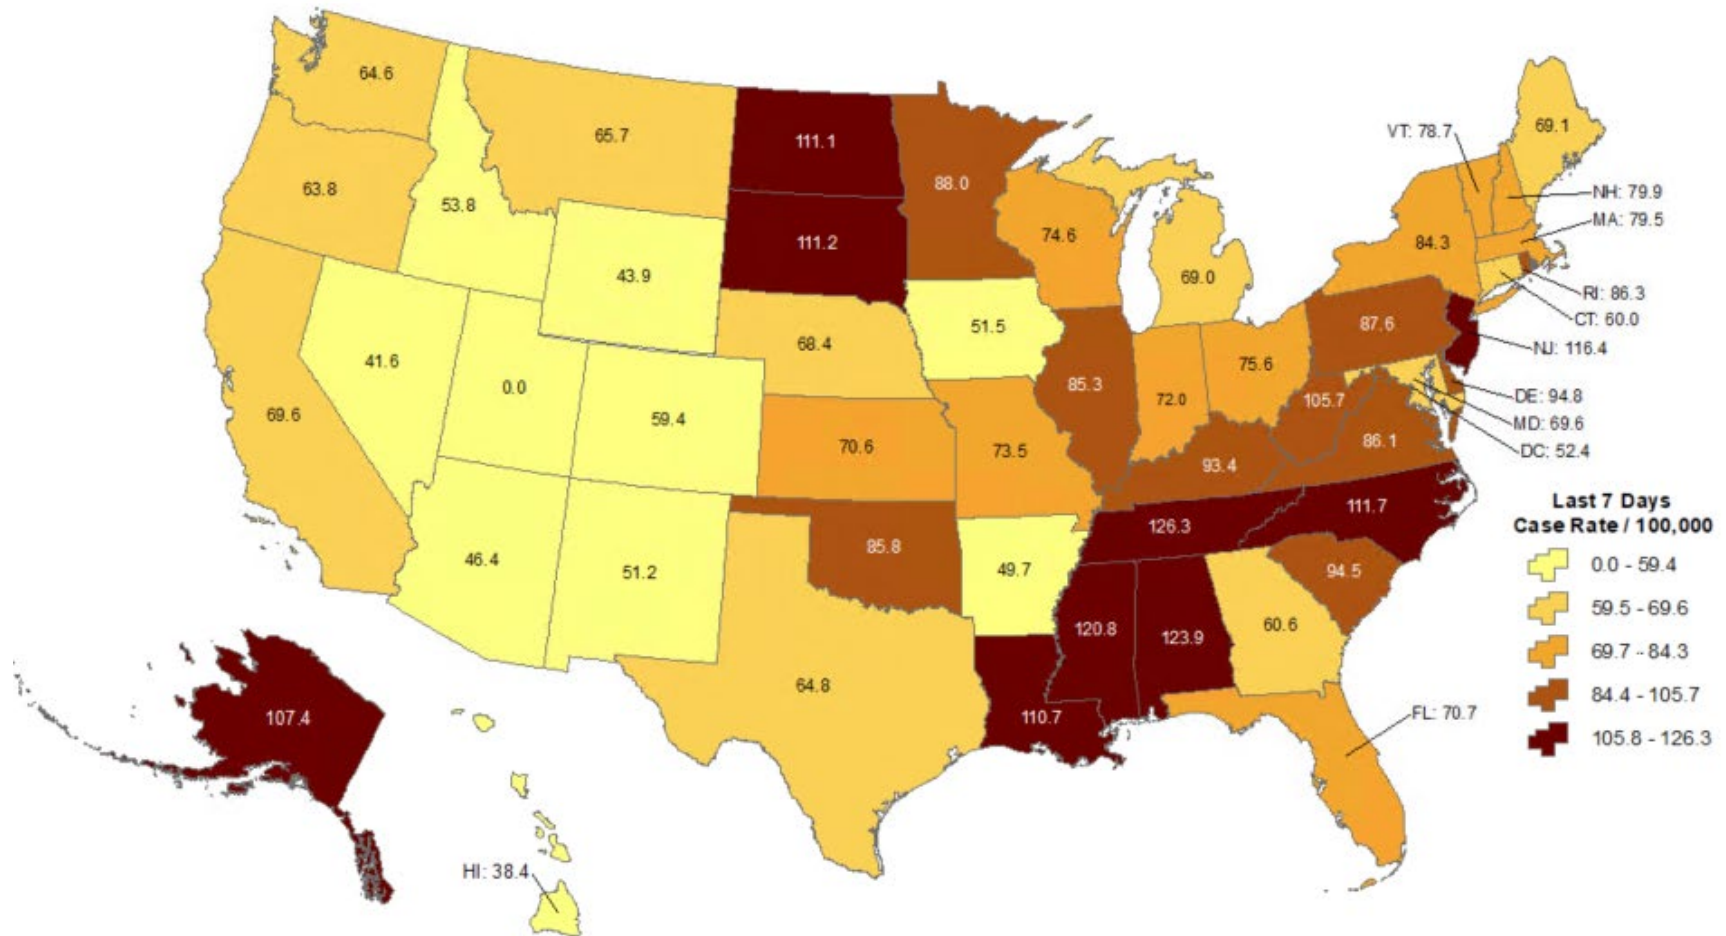 64.6
65.7
111.1
88.0
69.1
VT: 78.7
NH: 79.9
MA: 79.5
63.8
53.8
111.2
74.6
84.3
43.9
69.0
RI: 86.3
CT: 60.0
NJ: 116.4
51.5
87.6
41.6
0.0
68.4
75.6
69.6
59.4
85.3
72.0
105.7
DE: 94.8
MD: 69.6
DC: 52.4
70.6
73.5
93.4
86.1
126.3
111.7
46.4
51.2
85.8
49.7
94.5
120.8
123.9
60.6
64.8
110.7
FL: 70.7
107.4
HI: 38.4
Last 7 Days
Case Rate / 100,000
0.0 - 59.4
59.5 - 69.6
69.7 - 84.3
84.4 - 105.7
105.8 - 126.3